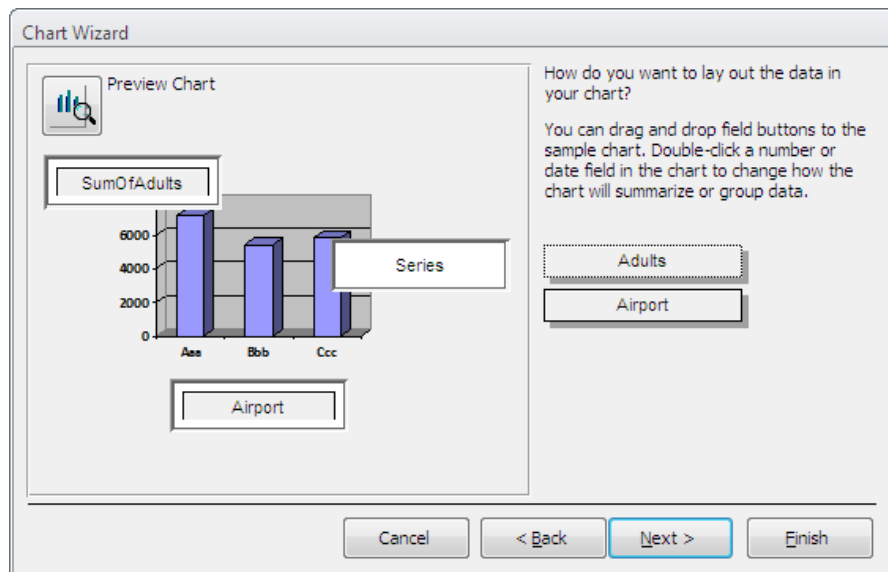 Chart Wizard
Preview Chart
SumOfAdults
6000
4000
2000
0
Aaa
Bbb
Ccc
Series
Airport
How do you want to lay out the data in
your chart?
You can drag and drop field buttons to the
sample chart. Double-click a number or
date field in the chart to change how the
chart will summarize or group data.
Adults
Airport
Cancel
< Back
Next >
Finish